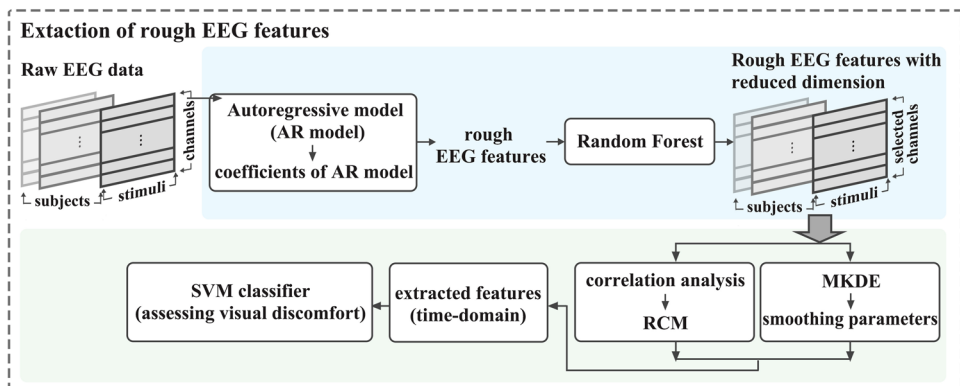 Extaction of rough EEG features
Raw EEG data
channels
stimuli
subjects
Autoregressive model
(AR model)
coefficients of AR model
rough
EEG features
Random Forest
Rough EEG features with
reduced dimension
selected
channels
stimuli
subjects
SVM classifier
(assessing visual discomfort)
extracted features
(time-domain)
correlation analysis
RCM
MKDE
smoothing parameters